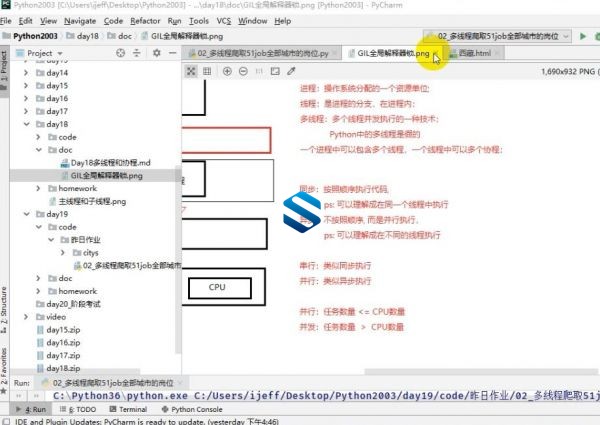 Python2003 [C:\Users\ijeff\Desktop\Python2003] - ...\day18\doc\GIL全局解释器锁.png [Python2003] - PyCharm
File Edit View Navigate Code Refactor Run Tools VCS Window Help
Python2003 day18 doc GIL全局解释器锁.png 02_多线程爬取51job全部城市的岗位
Project
02_多线程爬取51job全部城市的岗位.py GIL全局解释器锁.png 西藏.html
1:1
1,690x932 PNG
1: Project
day14
day15
day16
day17
day18
code
doc
Day18多线程和协程.md
GIL全局解释器锁.png
homework
主线程和子线程.png
day19
code
昨日作业
citys
02_多线程爬取51job全部城市
doc
homework
day20_阶段考试
video
day15.zip
day16.zip
day17.zip
day18.zip
程
CPU
进程：操作系统分配的一个资源单位;
线程：是进程的分支，在进程内;
多线程：多个线程并发执行的一种技术;
Python中的多线程是假的
一个进程中可以包含多个线程，一个线程中可以多个协程;
同步：按照顺序执行代码,
ps: 可以理解成在同一个线程中执行
不按照顺序, 而是并行执行,
ps: 可以理解成在不同的线程执行
串行：类似同步执行
并行：类似异步执行
并行：任务数量 <= CPU数量
并发：任务数量 > CPU数量
7: Structure
2: Favorites
Run: 02_多线程爬取51job全部城市的岗位
C:\Python36\python.exe C:/Users/ijeff/Desktop/Python2003/day19/code/昨日作业/02_多线程爬取51j
4: Run 6: TODO Terminal Python Console
IDE and Plugin Updates: PyCharm is ready to update. (yesterday 下午4:46)